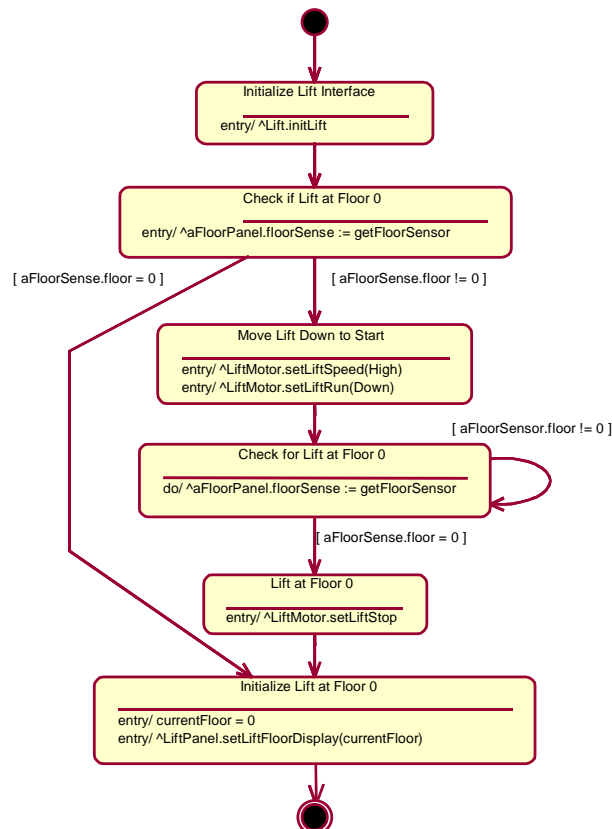 Initialize Lift Interface
entry/ ^Lift.initLift
Check if Lift at Floor 0
entry/ ^aFloorPanel.floorSense := getFloorSensor
[ aFloorSense.floor = 0 ]
[ aFloorSense.floor != 0 ]
Move Lift Down to Start
entry/ ^LiftMotor.setLiftSpeed(High)
entry/ ^LiftMotor.setLiftRun(Down)
[ aFloorSensor.floor != 0 ]
Check for Lift at Floor 0
do/ ^aFloorPanel.floorSense := getFloorSensor
[ aFloorSense.floor = 0 ]
Lift at Floor 0
entry/ ^LiftMotor.setLiftStop
Initialize Lift at Floor 0
entry/ currentFloor = 0
entry/ ^LiftPanel.setLiftFloorDisplay(currentFloor)